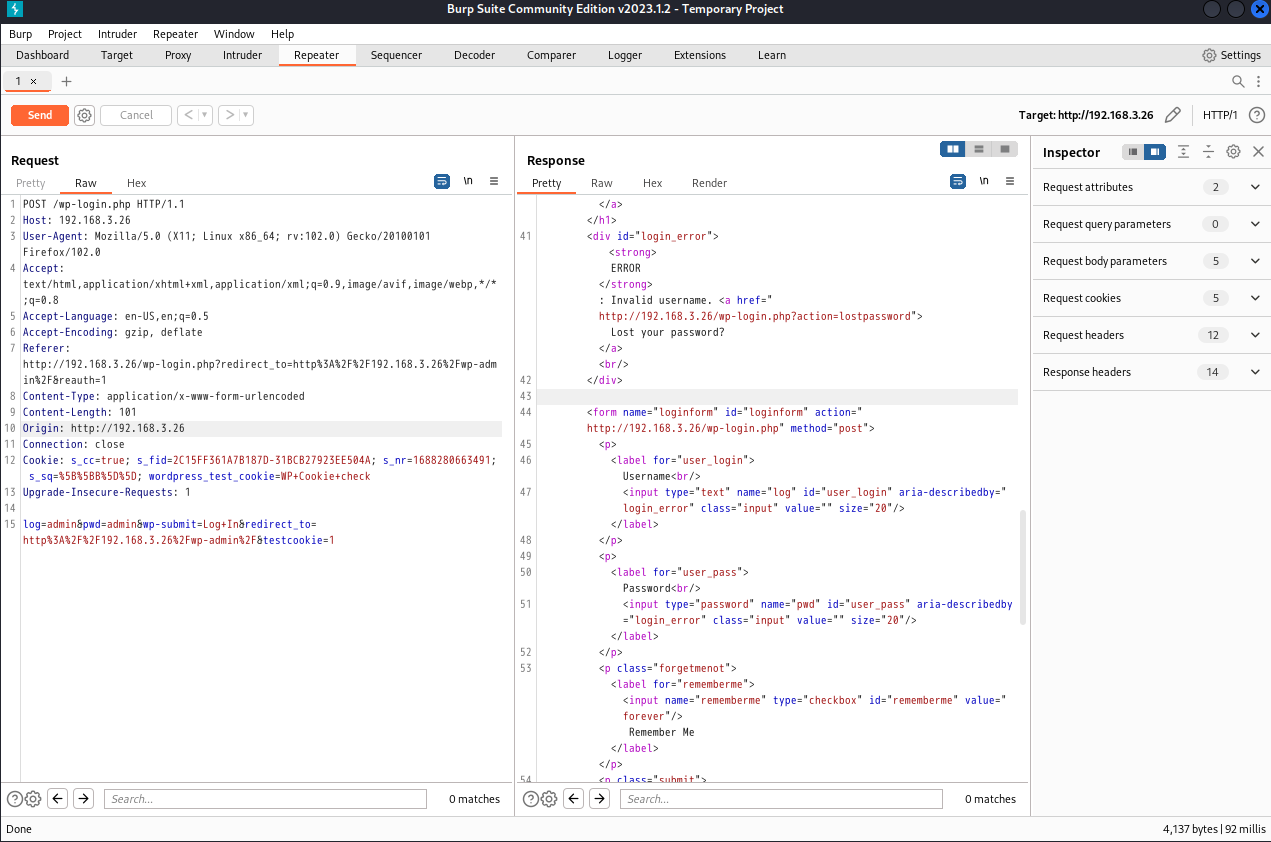 Burp Suite Community Edition v2023.1.2 - Temporary Project
Burp Project Intruder Repeater Window Help
Dashboard Target Proxy Intruder Repeater Sequencer Decoder Comparer Logger Extensions Learn Settings
1 × +
Send Cancel < > Target: http://192.168.3.26 HTTP/1 ?
Request
Pretty Raw Hex \n
1 POST /wp-login.php HTTP/1.1
2 Host: 192.168.3.26
3 User-Agent: Mozilla/5.0 (X11; Linux x86_64; rv:102.0) Gecko/20100101
Firefox/102.0
4 Accept:
text/html,application/xhtml+xml,application/xml;q=0.9,image/avif,image/webp,*/*
;q=0.8
5 Accept-Language: en-US,en;q=0.5
6 Accept-Encoding: gzip, deflate
7 Referer:
http://192.168.3.26/wp-login.php?redirect_to=http%3A%2F%2F192.168.3.26%2Fwp-adm
in%2F&reauth=1
8 Content-Type: application/x-www-form-urlencoded
9 Content-Length: 101
10 Origin: http://192.168.3.26
11 Connection: close
12 Cookie: s_cc=true; s_fid=2C15FF361A7B187D-31BCB27923EE504A; s_nr=1688280663491;
s_sq=%5B%5BB%5D%5D; wordpress_test_cookie=WP+Cookie+check
13 Upgrade-Insecure-Requests: 1
14
15 log=admin&pwd=admin&wp-submit=Log+In&redirect_to=
http%3A%2F%2F192.168.3.26%2Fwp-admin%2F&testcookie=1
? Search... 0 matches
Response
Pretty Raw Hex Render \n
</a>
</h1>
41 <div id="login_error">
<strong>
ERROR
</strong>
: Invalid username. <a href="
http://192.168.3.26/wp-login.php?action=lostpassword">
Lost your password?
</a>
<br/>
42 </div>
43
44 <form name="loginform" id="loginform" action="
http://192.168.3.26/wp-login.php" method="post">
45 <p>
46 <label for="user_login">
Username<br/>
47 <input type="text" name="log" id="user_login" aria-describedby="
login_error" class="input" value="" size="20"/>
</label>
48 </p>
49 <p>
50 <label for="user_pass">
Password<br/>
51 <input type="password" name="pwd" id="user_pass" aria-describedby
="login_error" class="input" value="" size="20"/>
</label>
52 </p>
53 <p class="forgetmenot">
<label for="rememberme">
<input name="rememberme" type="checkbox" id="rememberme" value="
forever"/>
Remember Me
</label>
</p>
54 <p class="submit">
? Search... 0 matches
Inspector
Request attributes 2
Request query parameters 0
Request body parameters 5
Request cookies 5
Request headers 12
Response headers 14
Done 4,137 bytes | 92 millis